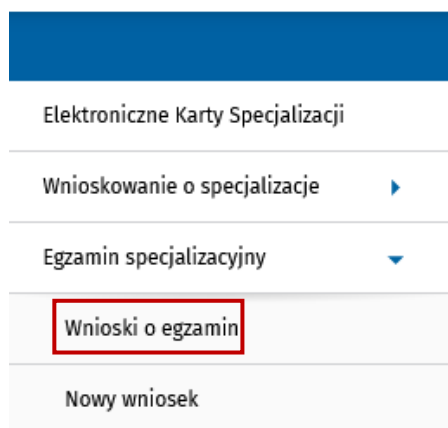 Elektroniczne Karty Specjalizacji
Wnioskowanie o specjalizacje
Egzamin specjalizacyjny
Wnioski o egzamin
Nowy wniosek